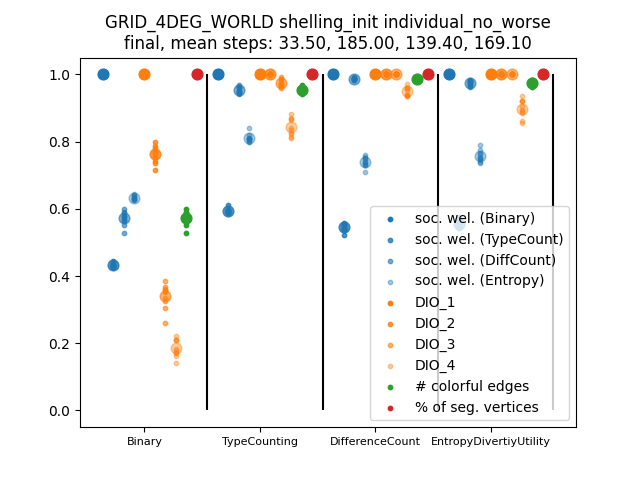 GRID_4DEG_WORLD shelling_init individual_no_worse
final, mean steps: 33.50, 185.00, 139.40, 169.10
1.0
0.8
0.6
0.4
0.2
0.0
soc. wel. (Binary)
soc. wel. (TypeCount)
soc. wel. (DiffCount)
soc. wel. (Entropy)
DIO_1
DIO_2
DIO_3
DIO_4
# colorful edges
% of seg. vertices
Binary
TypeCounting
DifferenceCount
EntropyDivertiyUtility